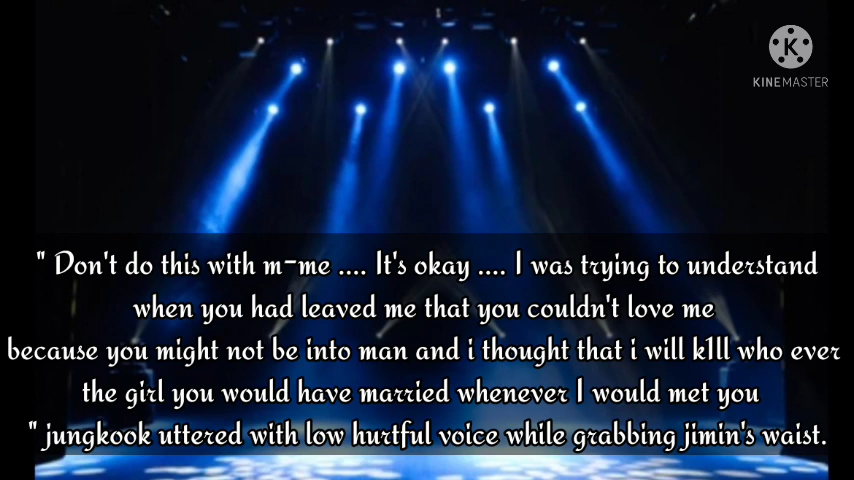 K
KINEMASTER
" Don't do this with m-me .... It's okay .... I was trying to understand
when you had leaved me that you couldn't love me
because you might not be into man and i thought that i will k1ll who ever
the girl you would have married whenever I would met you
" jungkook uttered with low hurtful voice while grabbing jimin's waist.